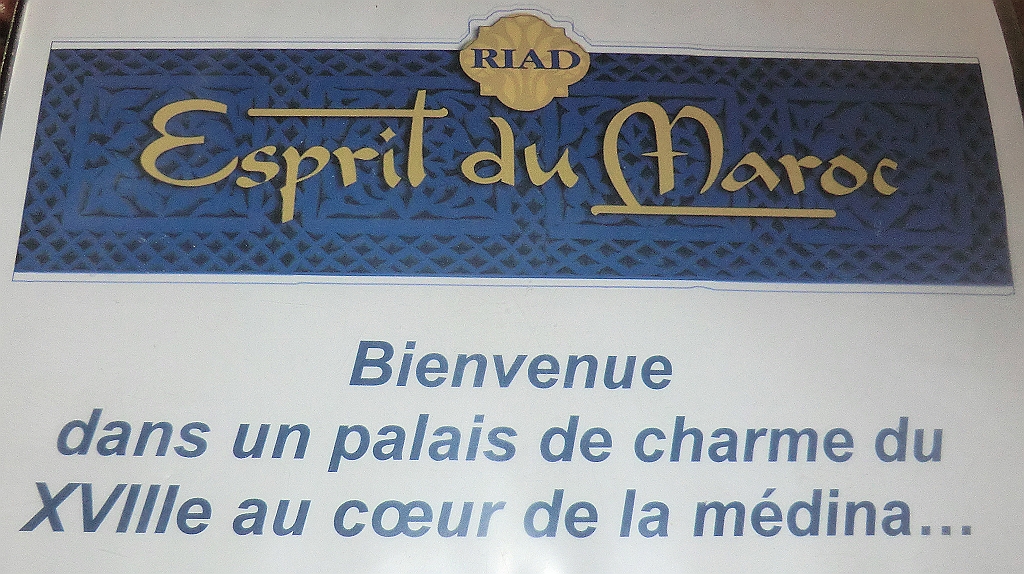 RIAD
Esprit du Maroc
Bienvenue
dans un palais de charme du
XVIIIe au cœur de la médina...